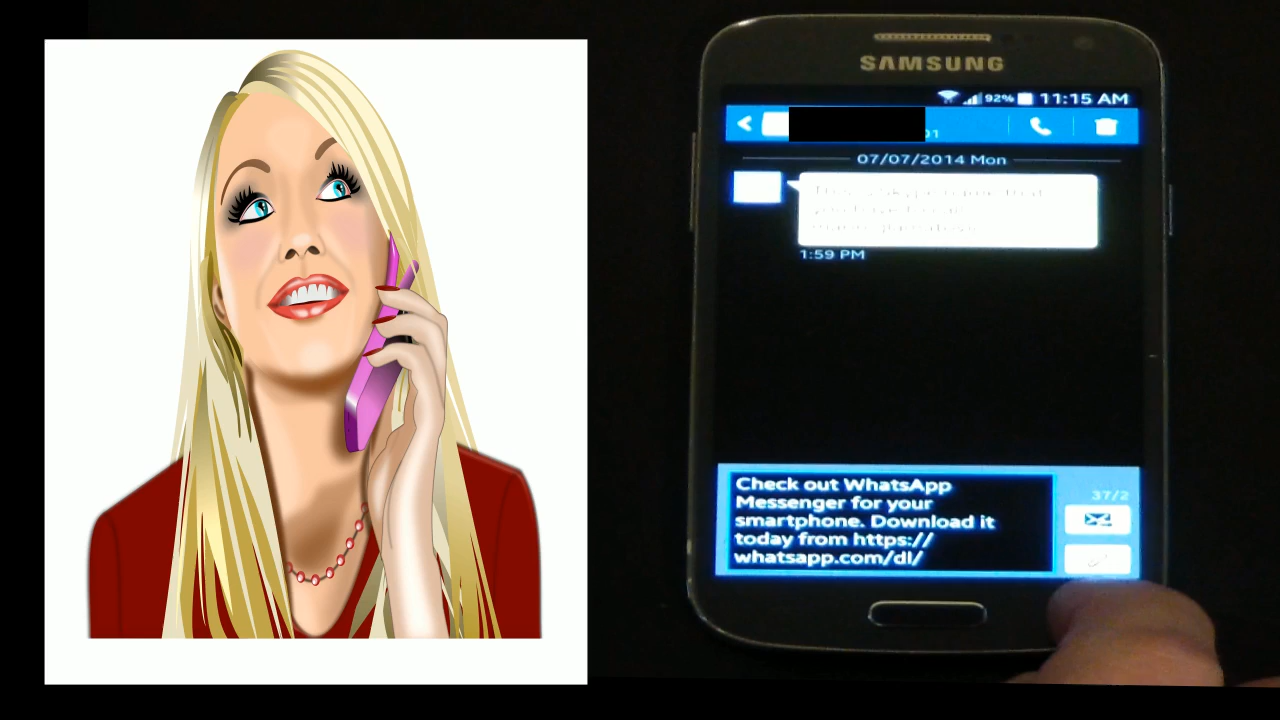 SAMSUNG
92% 11:15 AM
01
07/07/2014 Mon
1:59 PM
37/2
Check out WhatsApp
Messenger for your
smartphone. Download it
today from https://
whatsapp.com/dl/